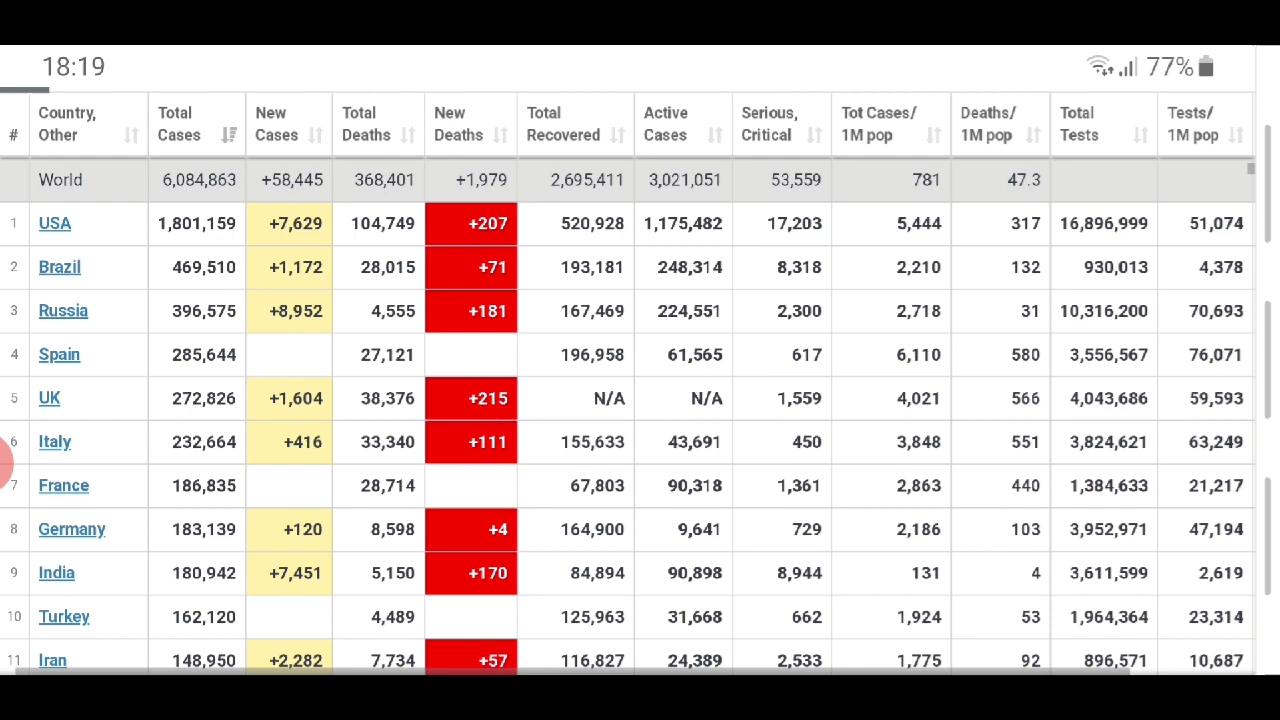 18:19 77%
# Country, Other Total Cases New Cases Total Deaths New Deaths Total Recovered Active Cases Serious, Critical Tot Cases/ 1M pop Deaths/ 1M pop Total Tests Tests/ 1M pop
World 6,084,863 +58,445 368,401 +1,979 2,695,411 3,021,051 53,559 781 47.3
1 USA 1,801,159 +7,629 104,749 +207 520,928 1,175,482 17,203 5,444 317 16,896,999 51,074
2 Brazil 469,510 +1,172 28,015 +71 193,181 248,314 8,318 2,210 132 930,013 4,378
3 Russia 396,575 +8,952 4,555 +181 167,469 224,551 2,300 2,718 31 10,316,200 70,693
4 Spain 285,644 27,121 196,958 61,565 617 6,110 580 3,556,567 76,071
5 UK 272,826 +1,604 38,376 +215 N/A N/A 1,559 4,021 566 4,043,686 59,593
6 Italy 232,664 +416 33,340 +111 155,633 43,691 450 3,848 551 3,824,621 63,249
7 France 186,835 28,714 67,803 90,318 1,361 2,863 440 1,384,633 21,217
8 Germany 183,139 +120 8,598 +4 164,900 9,641 729 2,186 103 3,952,971 47,194
9 India 180,942 +7,451 5,150 +170 84,894 90,898 8,944 131 4 3,611,599 2,619
10 Turkey 162,120 4,489 125,963 31,668 662 1,924 53 1,964,364 23,314
11 Iran 148,950 +2,282 7,734 +57 116,827 24,389 2,533 1,775 92 896,571 10,687